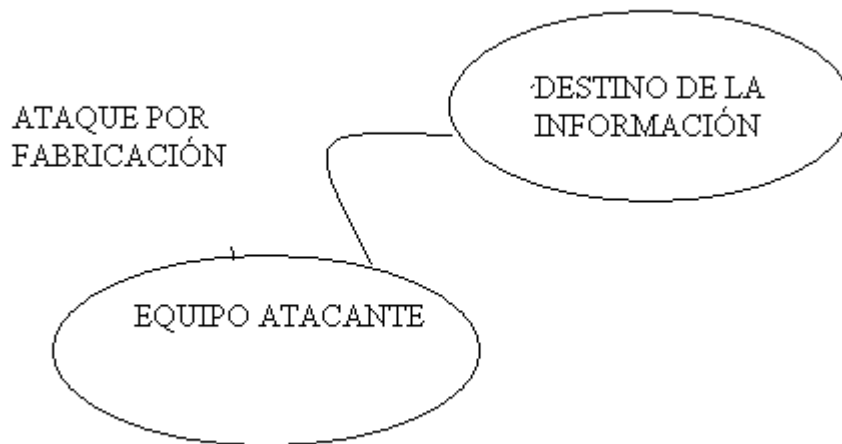 ATAQUE POR
FABRICACIÓN
DESTINO DE LA
INFORMACIÓN
EQUIPO ATACANTE